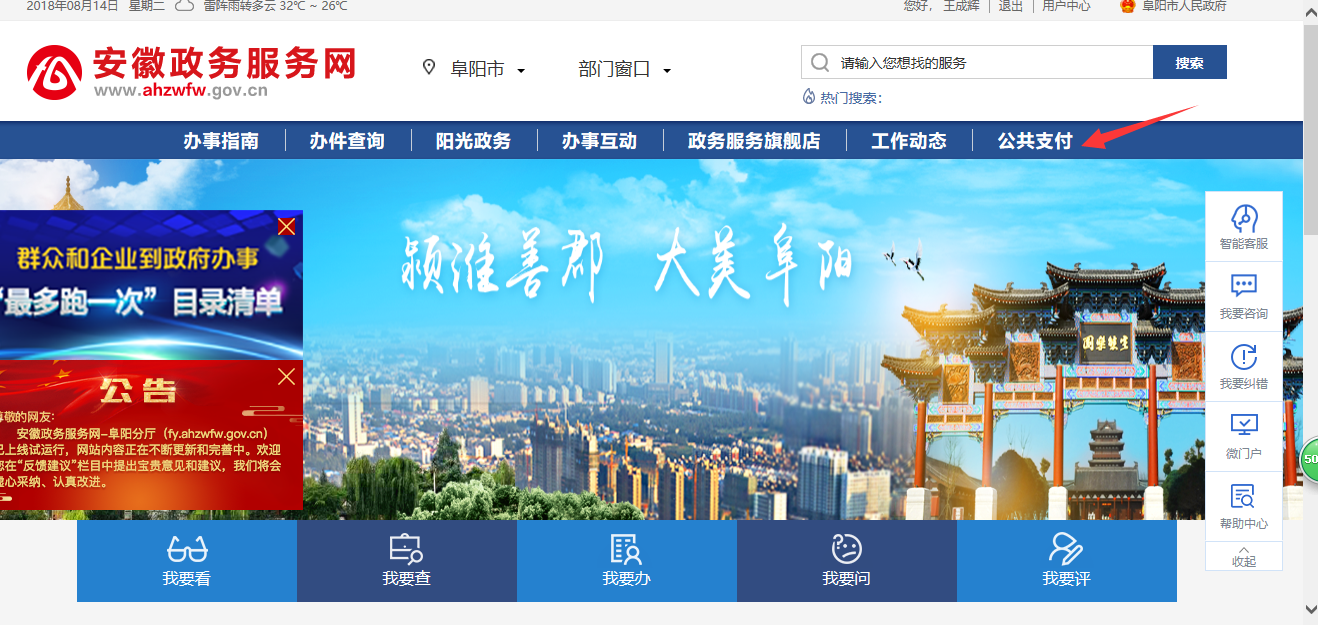 2018年08月14日 星期二 雷阵雨转多云 32℃ ~ 26℃ 您好， 王成辉 退出 用户中心 阜阳市人民政府
安徽政务服务网
www.ahzwfw.gov.cn
阜阳市 部门窗口
请输入您想找的服务 搜索
热门搜索：
办事指南 办件查询 阳光政务 办事互动 政务服务旗舰店 工作动态 公共支付
颍淮善郡 大美阜阳
群众和企业到政府办事
“最多跑一次”目录清单
公告
尊敬的网友：
安徽政务服务网–阜阳分厅（fy.ahzwfw.gov.cn）
已上线试运行，网站内容正在不断更新和完善中。欢迎
您在“反馈建议”栏目中提出宝贵意见和建议，我们将会
虚心采纳、认真改进。
智能客服
我要咨询
我要纠错
微门户
帮助中心
收起
50
我要看 我要查 我要办 我要问 我要评